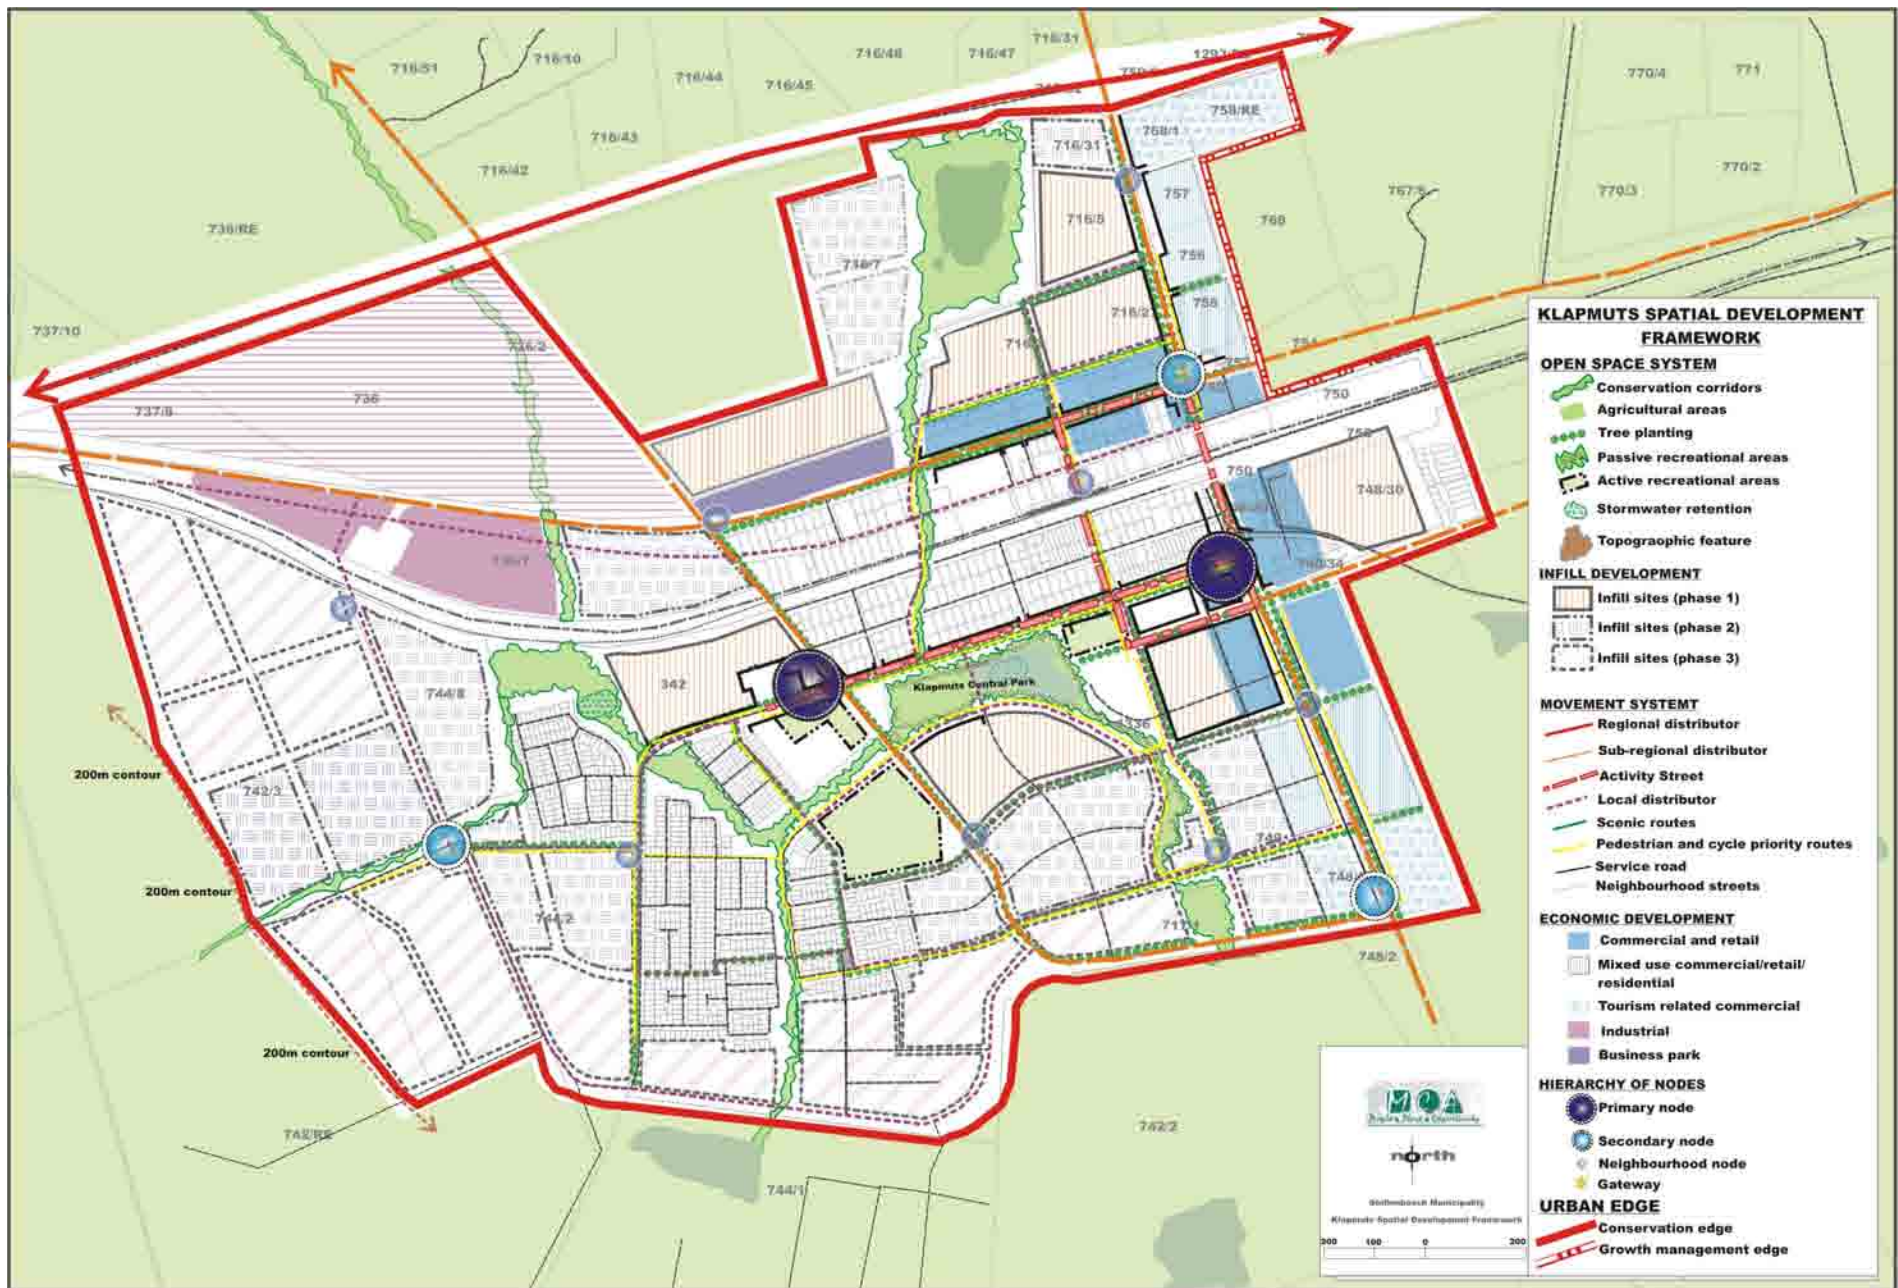 716/51
716/10
716/44
716/45
716/46
716/47
716/31
770/4
771
716/43
716/42
716/31
768/1
758/RE
770/2
770/3
767/5
768
757
716/5
756
738/RE
737/10
736
737/8
716/7
750
750
748/30
342
744/8
Klapmuts Central Park
200m contour
742/3
200m contour
744/2
749
748/2
200m contour
742/2
744/1
KLAPMUTS SPATIAL DEVELOPMENT
FRAMEWORK
OPEN SPACE SYSTEM
Conservation corridors
Agricultural areas
Tree planting
Passive recreational areas
Active recreational areas
Stormwater retention
Topograophic feature
INFILL DEVELOPMENT
Infill sites (phase 1)
Infill sites (phase 2)
Infill sites (phase 3)
MOVEMENT SYSTEMT
Regional distributor
Sub-regional distributor
Activity Street
Local distributor
Scenic routes
Pedestrian and cycle priority routes
Service road
Neighbourhood streets
ECONOMIC DEVELOPMENT
Commercial and retail
Mixed use commercial/retail/
residential
Tourism related commercial
Industrial
Business park
HIERARCHY OF NODES
Primary node
Secondary node
Neighbourhood node
Gateway
URBAN EDGE
Conservation edge
Growth management edge
north
Stellenbosch Municipality
Klapmuts Spatial Development Framework
100 0 200